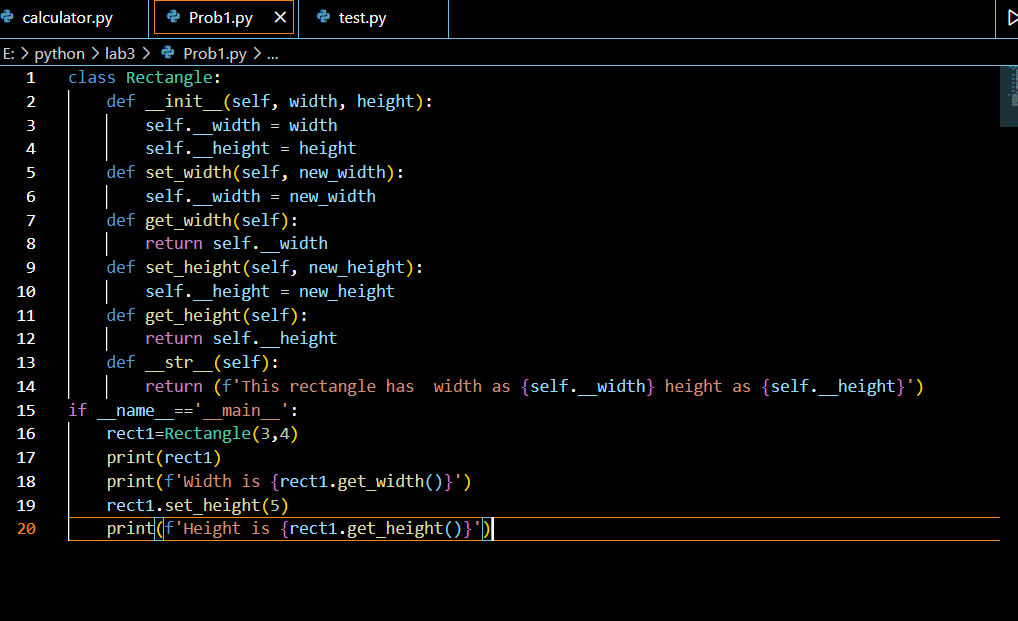 calculator.py Prob1.py test.py
E: > python > lab3 > Prob1.py > ...
1 class Rectangle:
2     def __init__(self, width, height):
3         self.__width = width
4         self.__height = height
5     def set_width(self, new_width):
6         self.__width = new_width
7     def get_width(self):
8         return self.__width
9     def set_height(self, new_height):
10         self.__height = new_height
11     def get_height(self):
12         return self.__height
13     def __str__(self):
14         return (f'This rectangle has  width as {self.__width} height as {self.__height}')
15 if __name__=='__main__':
16     rect1=Rectangle(3,4)
17     print(rect1)
18     print(f'Width is {rect1.get_width()}')
19     rect1.set_height(5)
20     print(f'Height is {rect1.get_height()}')